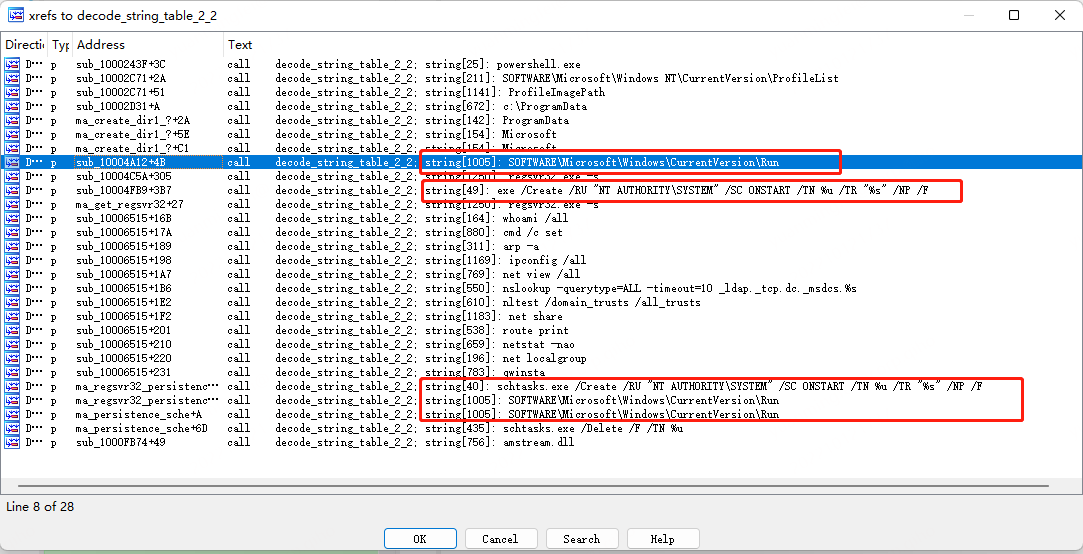 xrefs to decode_string_table_2_2
Directic Typ Address Text
D··· p sub_1000243F+3C call decode_string_table_2_2; string[25]: powershell.exe
D··· p sub_10002C71+2A call decode_string_table_2_2; string[211]: SOFTWARE\Microsoft\Windows NT\CurrentVersion\ProfileList
D··· p sub_10002C71+51 call decode_string_table_2_2; string[1141]: ProfileImagePath
D··· p sub_10002D31+A call decode_string_table_2_2; string[672]: c:\ProgramData
D··· p ma_create_dir1_?+2A call decode_string_table_2_2; string[142]: ProgramData
D··· p ma_create_dir1_?+5E call decode_string_table_2_2; string[154]: Microsoft
D··· p ma_create_dir1_?+C1 call decode_string_table_2_2; string[154]: Microsoft
D··· p sub_10004A12+4B call decode_string_table_2_2; string[1005]: SOFTWARE\Microsoft\Windows\CurrentVersion\Run
D··· p sub_10004C5A+305 call decode_string_table_2_2; string[1250]: regsvr32.exe -s
D··· p sub_10004FB9+3B7 call decode_string_table_2_2; string[49]: exe /Create /RU "NT AUTHORITY\SYSTEM" /SC ONSTART /TN %u /TR "%s" /NP /F
D··· p ma_get_regsvr32+27 call decode_string_table_2_2; string[1250]: regsvr32.exe -s
D··· p sub_10006515+16B call decode_string_table_2_2; string[164]: whoami /all
D··· p sub_10006515+17A call decode_string_table_2_2; string[880]: cmd /c set
D··· p sub_10006515+189 call decode_string_table_2_2; string[311]: arp -a
D··· p sub_10006515+198 call decode_string_table_2_2; string[1169]: ipconfig /all
D··· p sub_10006515+1A7 call decode_string_table_2_2; string[769]: net view /all
D··· p sub_10006515+1B6 call decode_string_table_2_2; string[550]: nslookup -querytype=ALL -timeout=10 _ldap._tcp.dc._msdcs.%s
D··· p sub_10006515+1E2 call decode_string_table_2_2; string[610]: nltest /domain_trusts /all_trusts
D··· p sub_10006515+1F2 call decode_string_table_2_2; string[1183]: net share
D··· p sub_10006515+201 call decode_string_table_2_2; string[538]: route print
D··· p sub_10006515+210 call decode_string_table_2_2; string[659]: netstat -nao
D··· p sub_10006515+220 call decode_string_table_2_2; string[196]: net localgroup
D··· p sub_10006515+231 call decode_string_table_2_2; string[783]: qwinsta
D··· p ma_regsvr32_persistenc··· call decode_string_table_2_2; string[40]: schtasks.exe /Create /RU "NT AUTHORITY\SYSTEM" /SC ONSTART /TN %u /TR "%s" /NP /F
D··· p ma_regsvr32_persistenc··· call decode_string_table_2_2; string[1005]: SOFTWARE\Microsoft\Windows\CurrentVersion\Run
D··· p ma_persistence_sche+A call decode_string_table_2_2; string[1005]: SOFTWARE\Microsoft\Windows\CurrentVersion\Run
D··· p ma_persistence_sche+6D call decode_string_table_2_2; string[435]: schtasks.exe /Delete /F /TN %u
D··· p sub_1000FB74+49 call decode_string_table_2_2; string[756]: amstream.dll
Line 8 of 28
OK Cancel Search Help